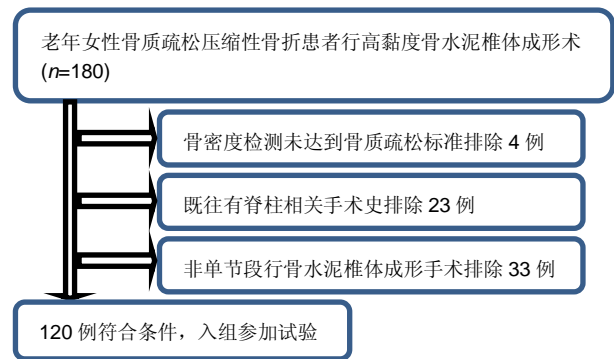 老年女性骨质疏松压缩性骨折患者行高黏度骨水泥椎体成形术
(n=180)
骨密度检测未达到骨质疏松标准排除 4 例
既往有脊柱相关手术史排除 23 例
非单节段行骨水泥椎体成形手术排除 33 例
120 例符合条件，入组参加试验